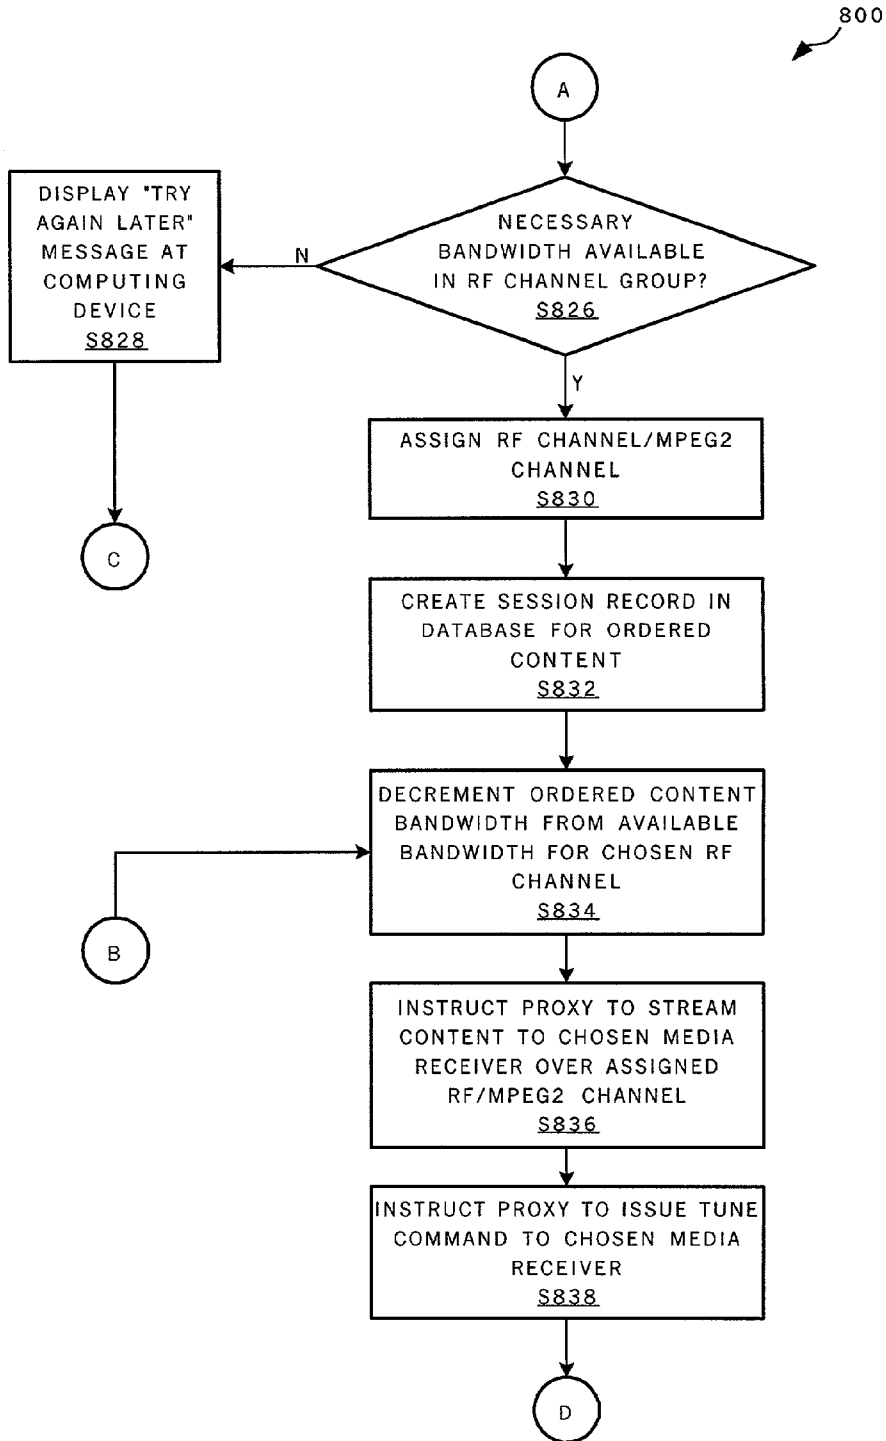 800
A
NECESSARY
BANDWIDTH AVAILABLE
IN RF CHANNEL GROUP?
S826
N
DISPLAY "TRY
AGAIN LATER"
MESSAGE AT
COMPUTING
DEVICE
S828
C
Y
ASSIGN RF CHANNEL/MPEG2
CHANNEL
S830
CREATE SESSION RECORD IN
DATABASE FOR ORDERED
CONTENT
S832
DECREMENT ORDERED CONTENT
BANDWIDTH FROM AVAILABLE
BANDWIDTH FOR CHOSEN RF
CHANNEL
S834
B
INSTRUCT PROXY TO STREAM
CONTENT TO CHOSEN MEDIA
RECEIVER OVER ASSIGNED
RF/MPEG2 CHANNEL
S836
INSTRUCT PROXY TO ISSUE TUNE
COMMAND TO CHOSEN MEDIA
RECEIVER
S838
D